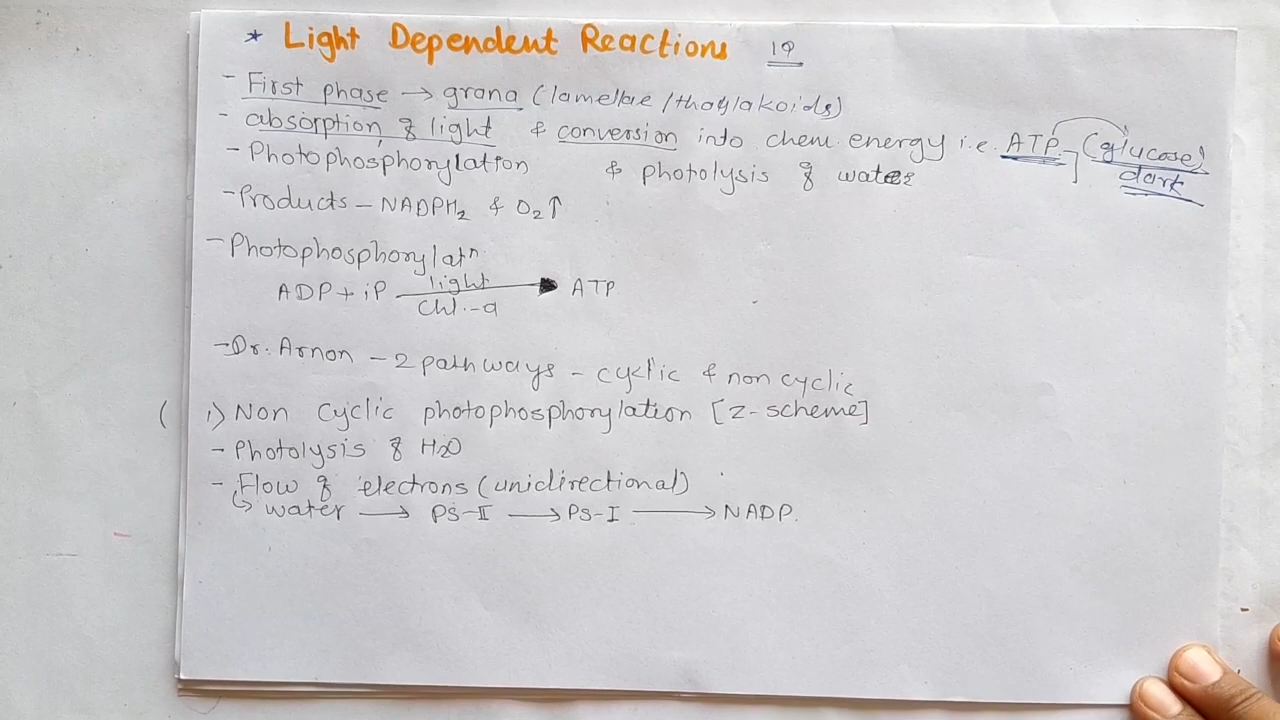 * Light Dependent Reactions 1Q
- First phase → grana (lamellae / thaylakoids)
- absorption of light & conversion into chem. energy i.e. ATP (glucose)
- Photophosphorylation & photolysis of water dark
- Products - NADPH₂ & O₂↑
- Photophosphorylatⁿ
ADP + iP light → ATP
Chl.-a
- Dr. Arnon - 2 pathways - cyclic & non cyclic
( 1) Non Cyclic photophosphorylation [Z-scheme]
- Photolysis of H₂O
- Flow of electrons (unidirectional)
↳ water → PS-II → PS-I → NADP.